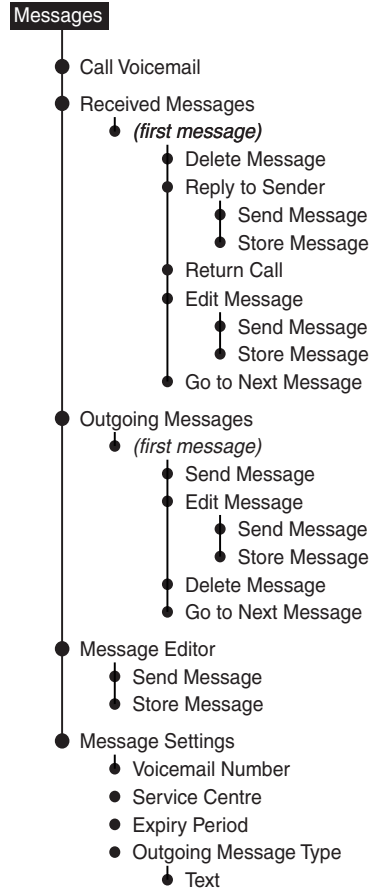 Messages
Call Voicemail
Received Messages
(first message)
Delete Message
Reply to Sender
Send Message
Store Message
Return Call
Edit Message
Send Message
Store Message
Go to Next Message
Outgoing Messages
(first message)
Send Message
Edit Message
Send Message
Store Message
Delete Message
Go to Next Message
Message Editor
Send Message
Store Message
Message Settings
Voicemail Number
Service Centre
Expiry Period
Outgoing Message Type
Text